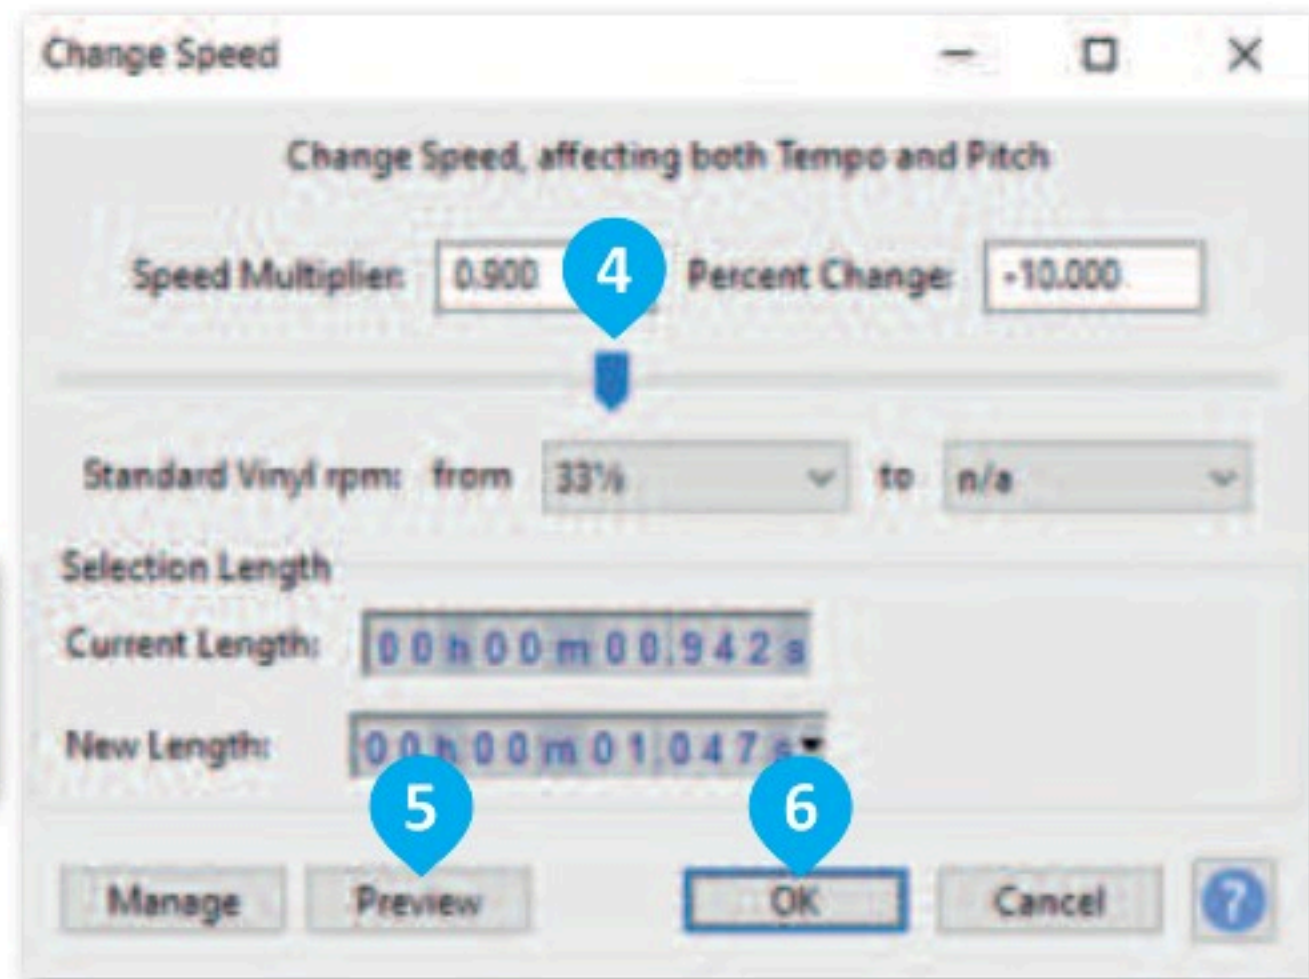 Change Speed
Change Speed, affecting both Tempo and Pitch
Speed Multiplier: 0.900 4 Percent Change: -10.000
Standard Vinyl rpm: from 33⅓ to n/a
Selection Length
Current Length: 00h00m00.942s
New Length: 00h00m01.047s
5 6
Manage Preview OK Cancel ?